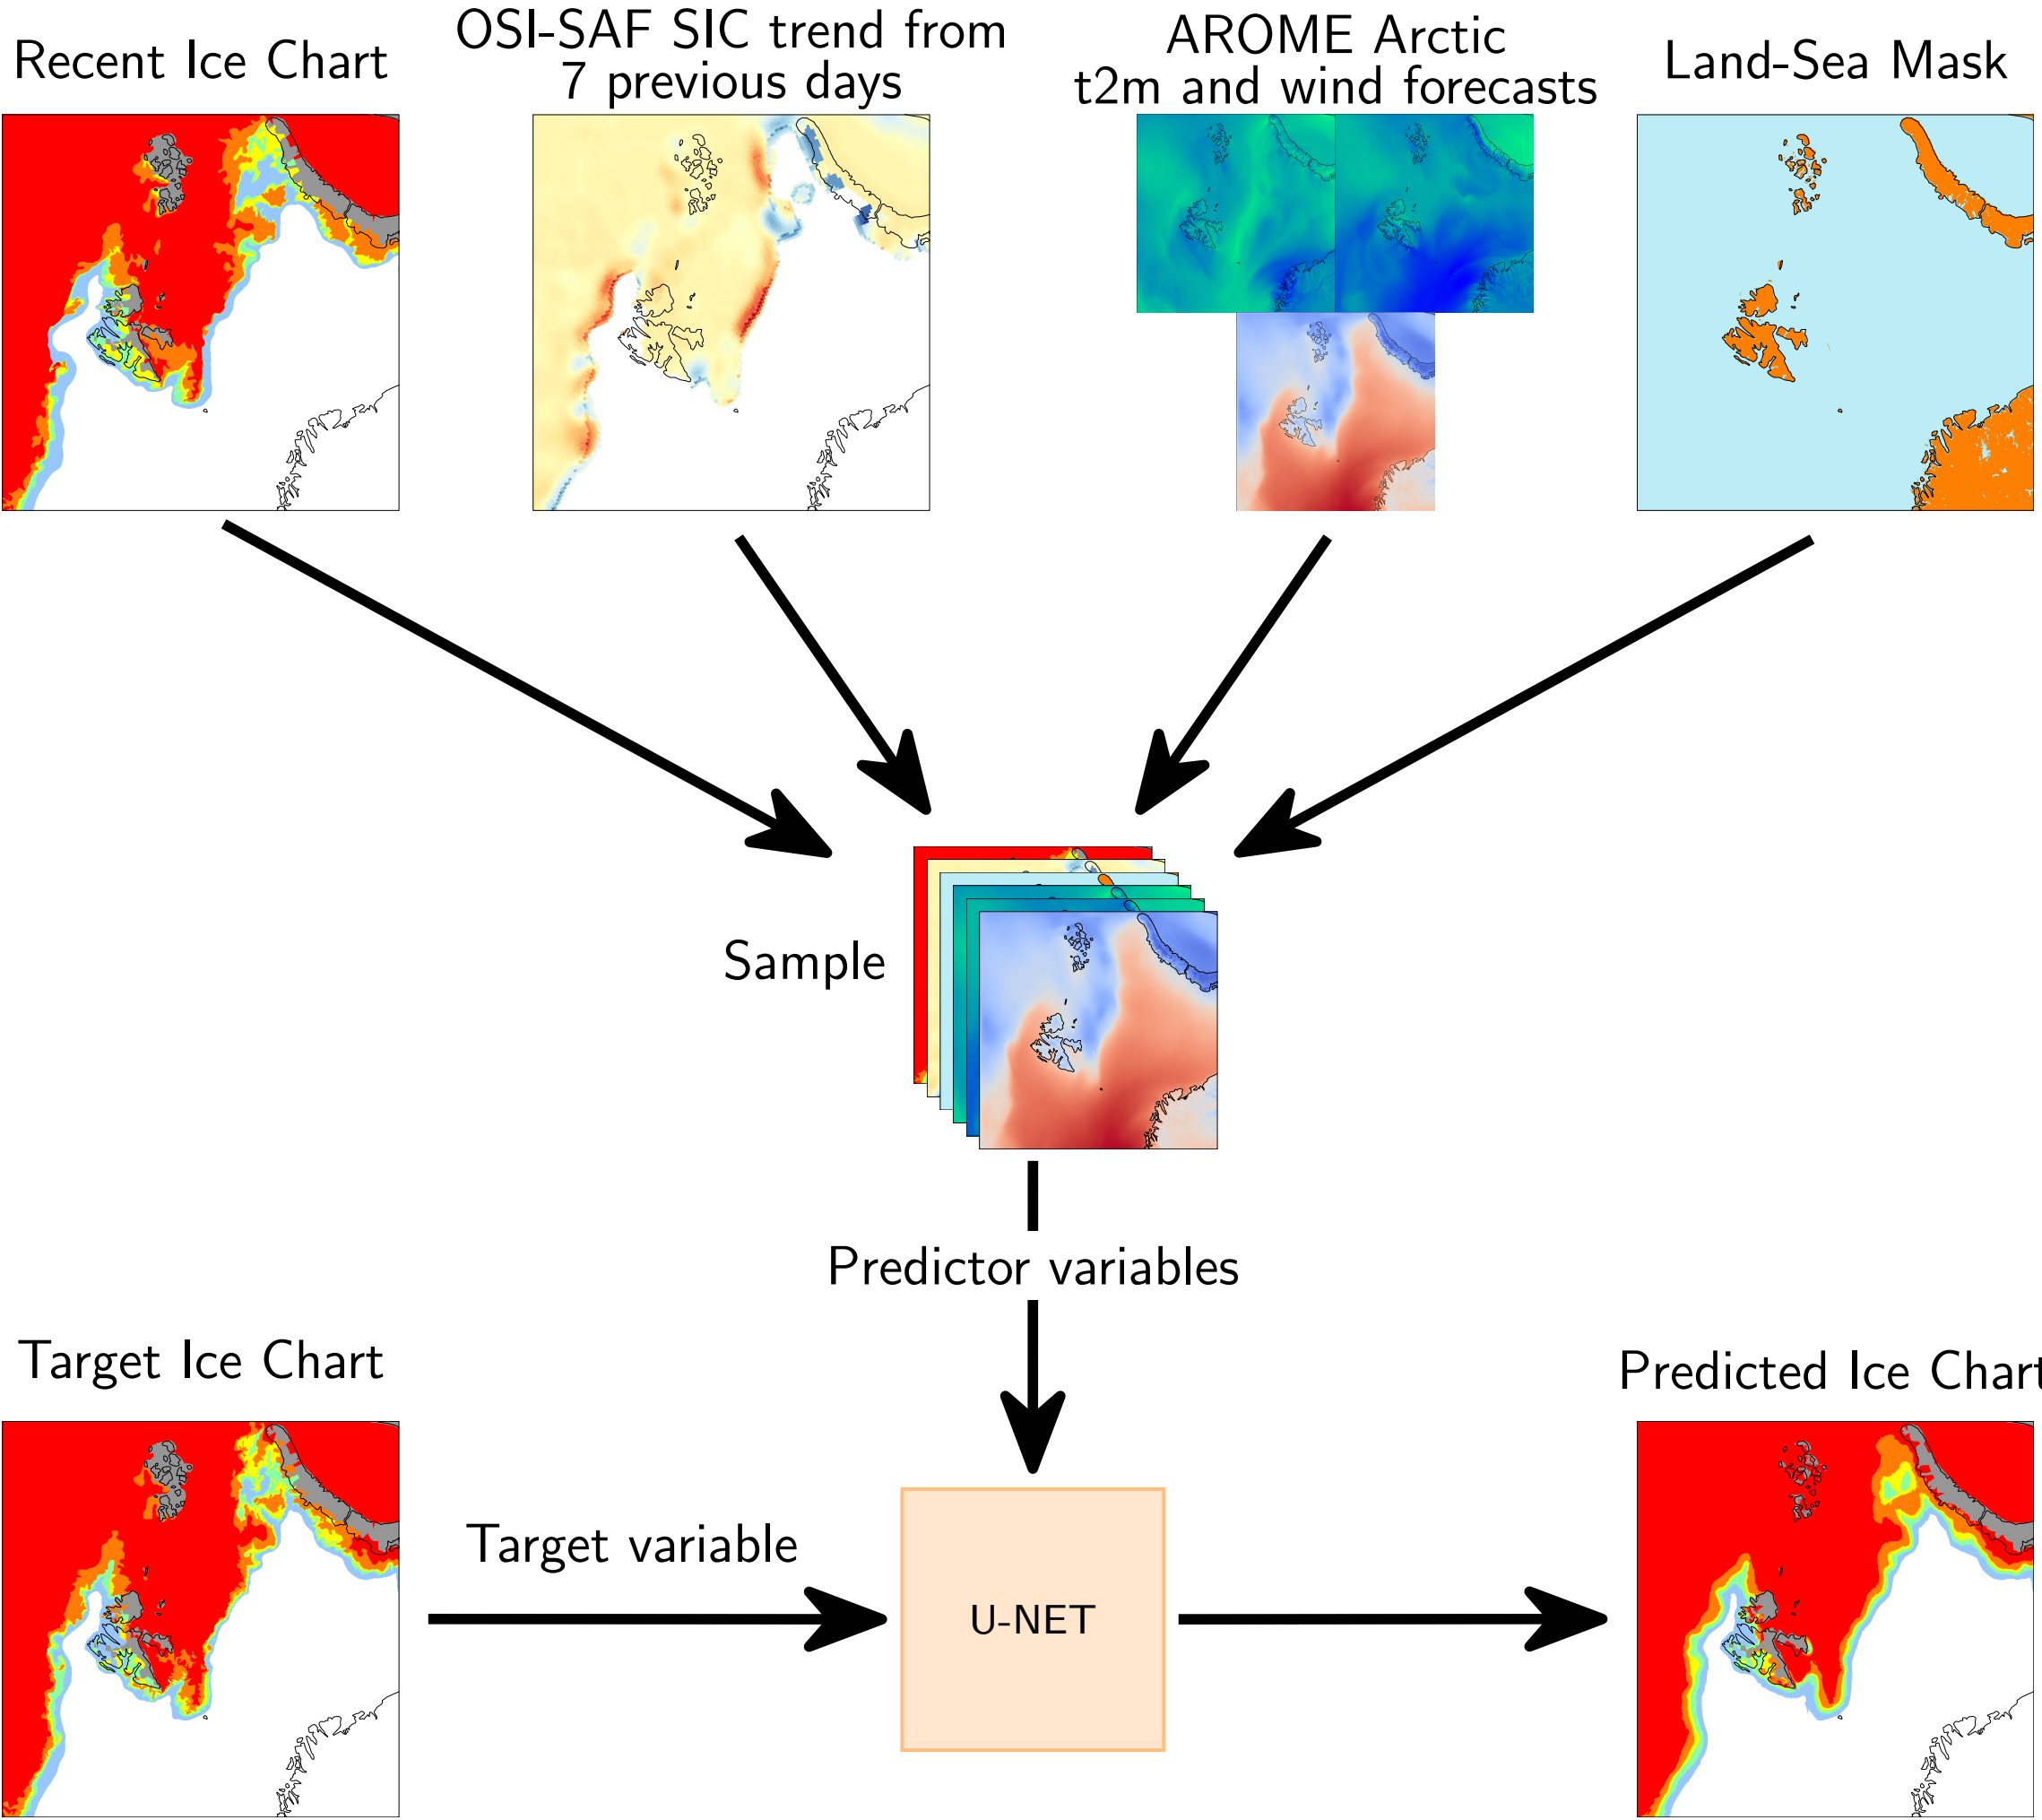 Recent Ice Chart
OSI-SAF SIC trend from
7 previous days
AROME Arctic
t2m and wind forecasts
Land-Sea Mask
Sample
Predictor variables
Target Ice Chart
Predicted Ice Chart
Target variable
U-NET